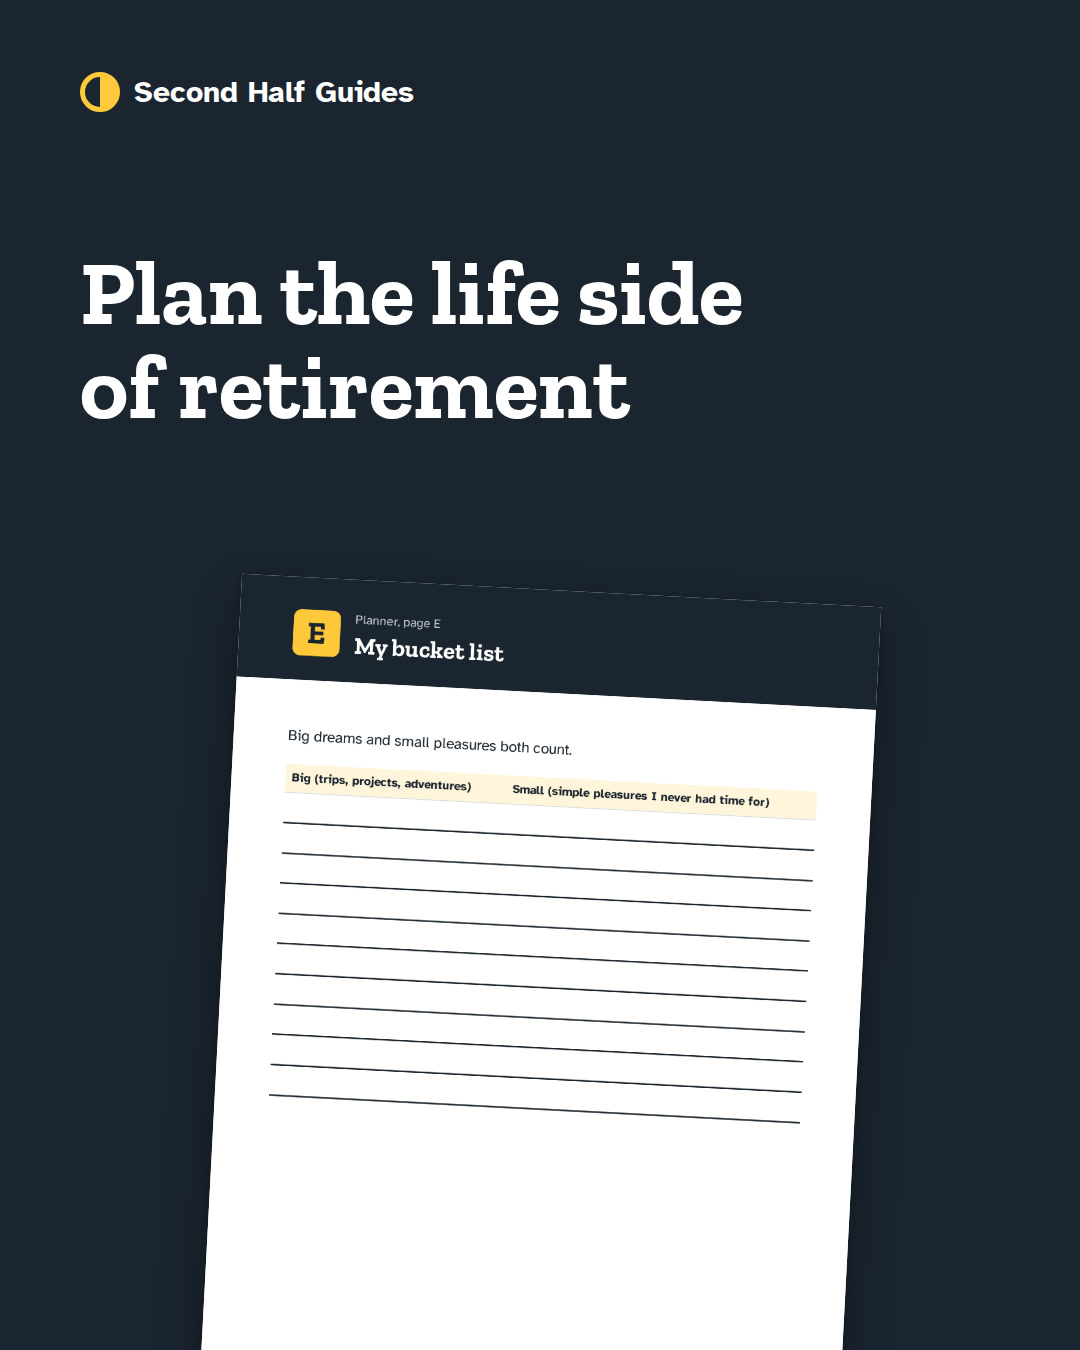 Second Half Guides
Plan the life side
of retirement
E
Planner, page E
My bucket list
Big dreams and small pleasures both count.
Big (trips, projects, adventures) Small (simple pleasures I never had time for)